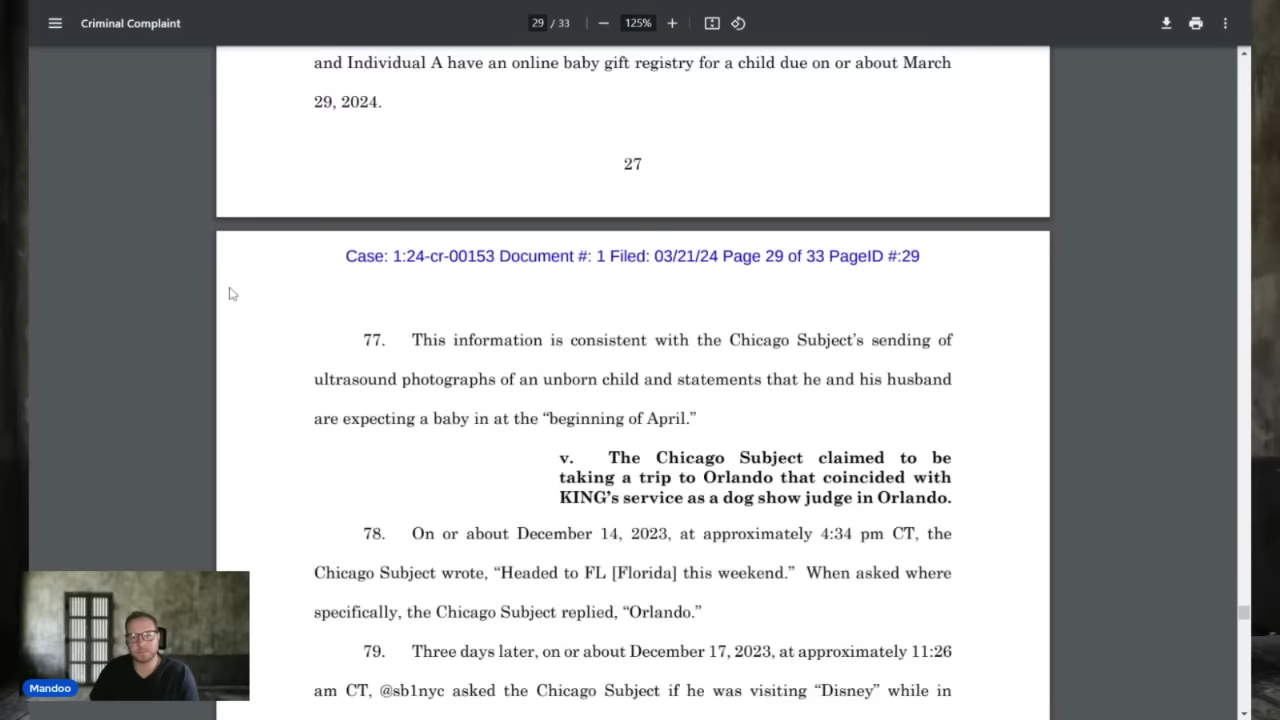 Criminal Complaint
29 / 33
125%
and Individual A have an online baby gift registry for a child due on or about March
29, 2024.
27
Case: 1:24-cr-00153 Document #: 1 Filed: 03/21/24 Page 29 of 33 PageID #:29
77. This information is consistent with the Chicago Subject's sending of
ultrasound photographs of an unborn child and statements that he and his husband
are expecting a baby in at the “beginning of April.”
v. The Chicago Subject claimed to be
taking a trip to Orlando that coincided with
KING's service as a dog show judge in Orlando.
78. On or about December 14, 2023, at approximately 4:34 pm CT, the
Chicago Subject wrote, “Headed to FL [Florida] this weekend.” When asked where
specifically, the Chicago Subject replied, “Orlando.”
79. Three days later, on or about December 17, 2023, at approximately 11:26
am CT, @sb1nyc asked the Chicago Subject if he was visiting “Disney” while in
Mandoo